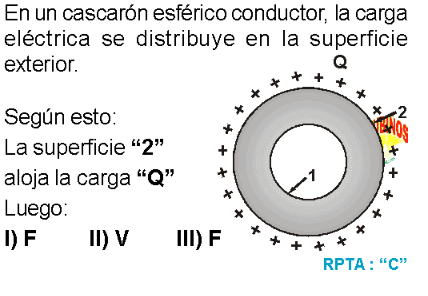 En un cascarón esférico conductor, la carga
eléctrica se distribuye en la superficie
exterior.
Q
Según esto:
La superficie “2”
aloja la carga “Q”
Luego:
I) F II) V III) F
2
1
RPTA : “C”